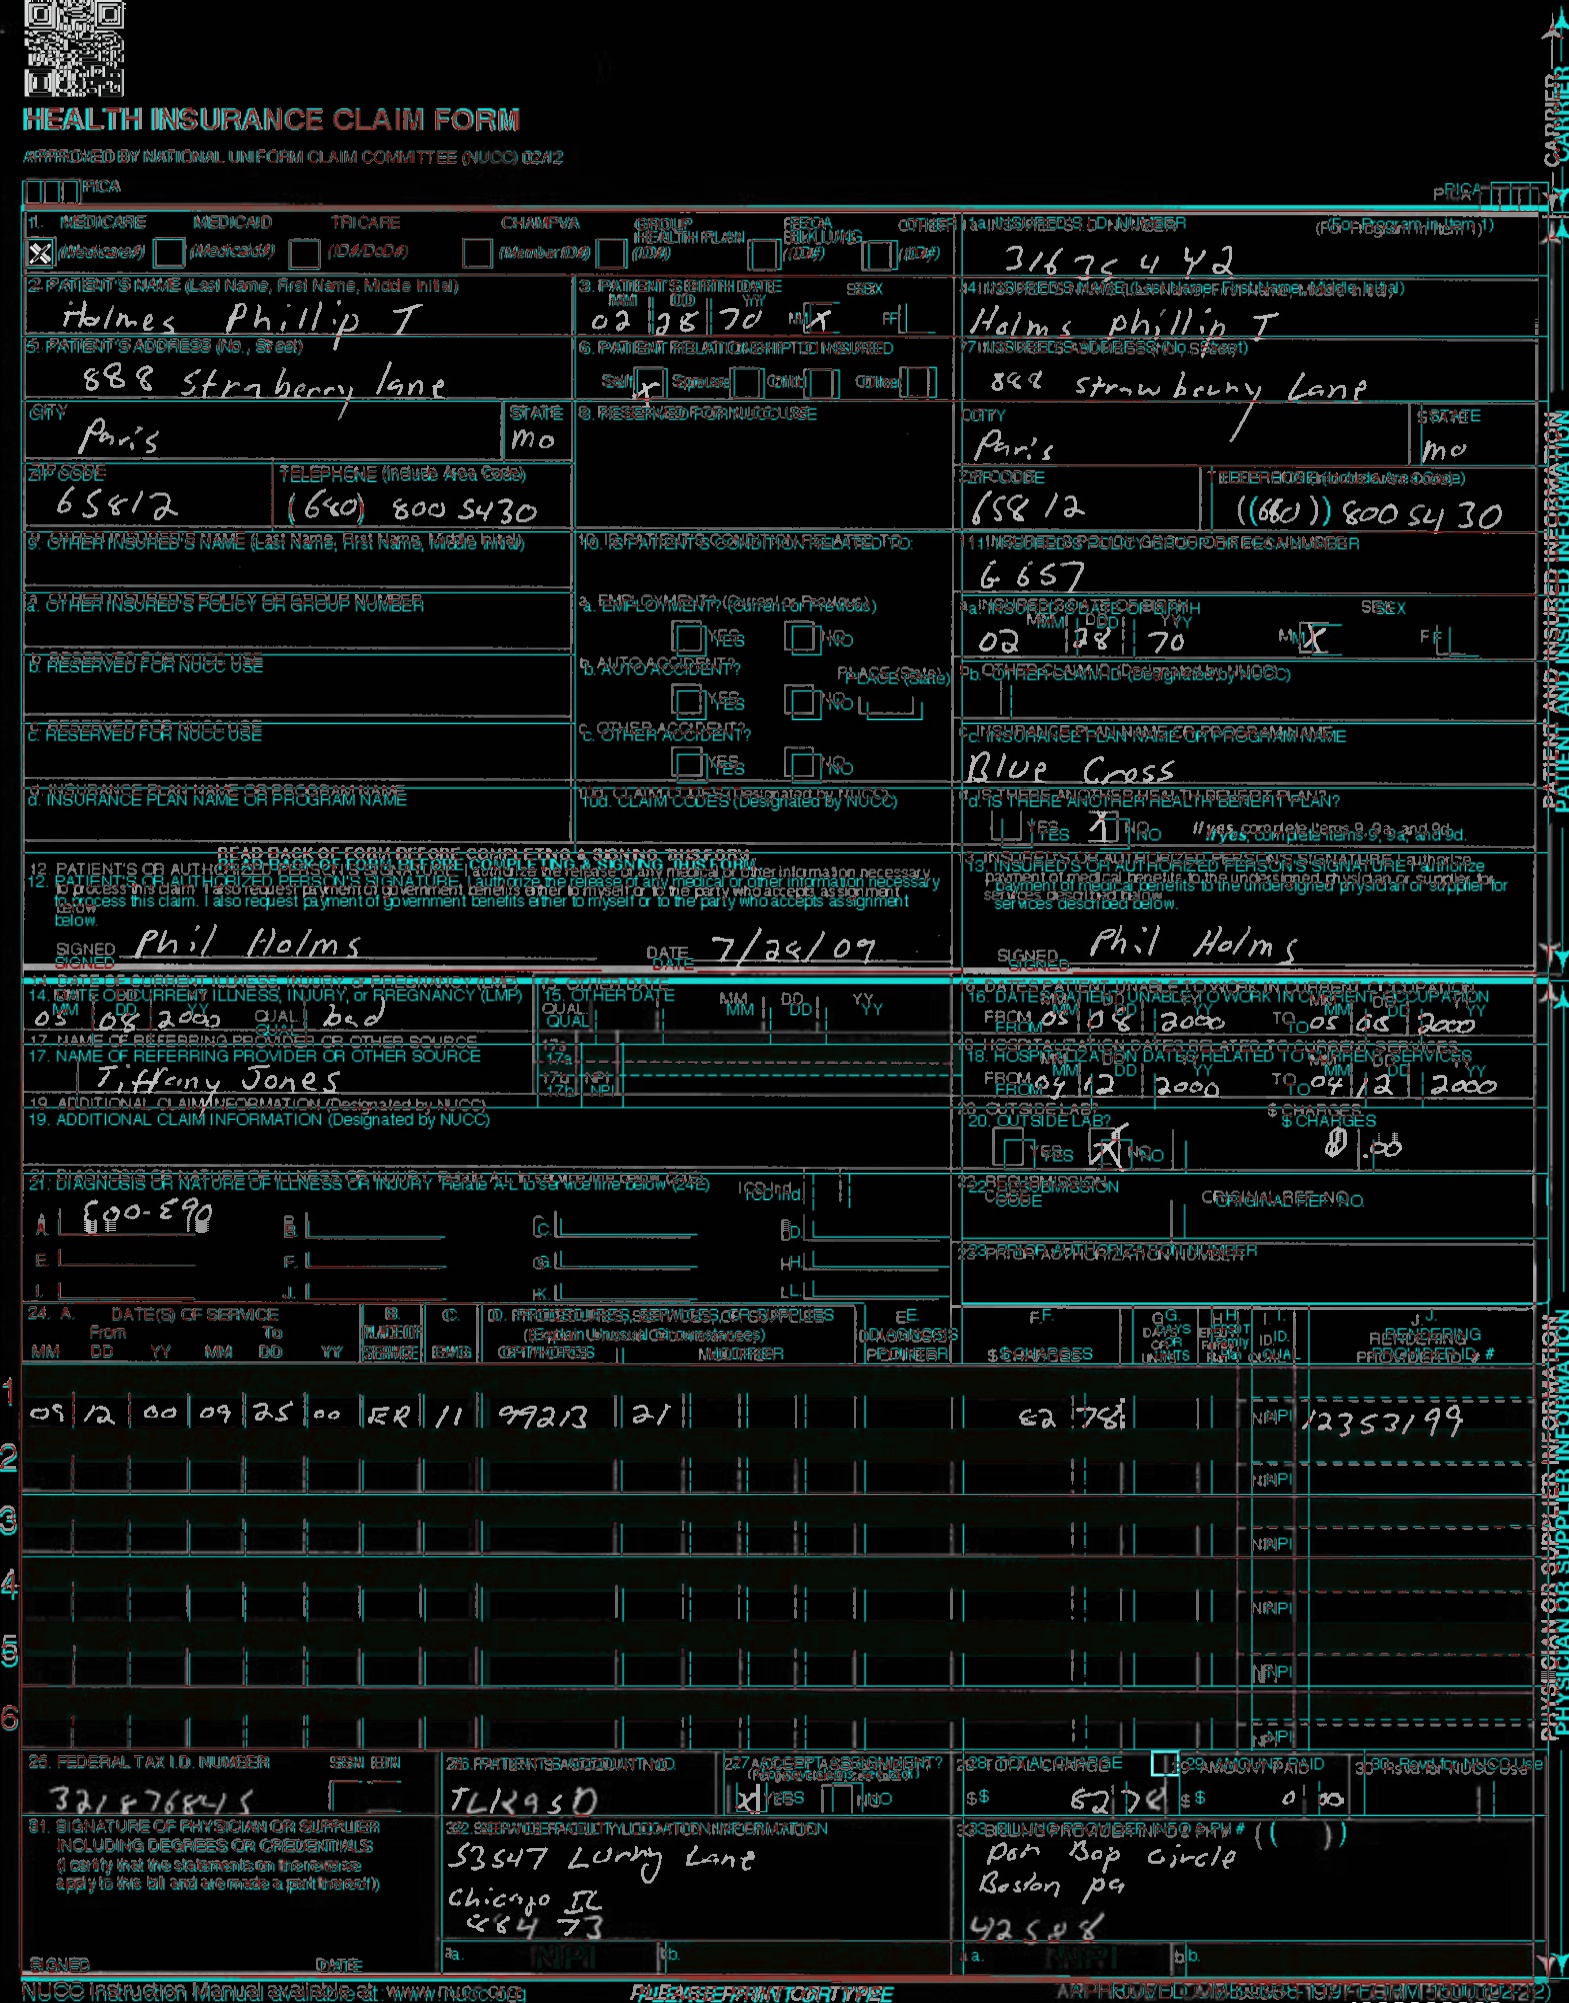 HEALTH INSURANCE CLAIM FORM
APPROVED BY NATIONAL UNIFORM CLAIM COMMITTEE (NUCC) 02/12
PICA PICA
1. MEDICARE MEDICAID TRICARE CHAMPVA GROUP HEALTH PLAN FECA BLK LUNG OTHER 1a. INSURED'S I.D. NUMBER (For Program in Item 1)
X (Medicare#) (Medicaid#) (ID#/DoD#) (Member ID#) (ID#) (ID#) (ID#)
2. PATIENT'S NAME (Last Name, First Name, Middle Initial) 3. PATIENT'S BIRTH DATE SEX 4. INSURED'S NAME (Last Name, First Name, Middle Initial)
MM DD YY
Holmes Phillip T 02 28 70 M X F Holms phillip T
5. PATIENT'S ADDRESS (No., Street) 6. PATIENT RELATIONSHIP TO INSURED 7. INSURED'S ADDRESS (No., Street)
888 Strnberry lane Self X Spouse Child Other 888 strawberry Lane
CITY STATE 8. RESERVED FOR NUCC USE CITY STATE
Paris mo Paris mo
ZIP CODE TELEPHONE (Include Area Code) ZIP CODE TELEPHONE (Include Area Code)
65812 (680) 800 5430 65812 (680) 800 5430
9. OTHER INSURED'S NAME (Last Name, First Name, Middle Initial) 10. IS PATIENT'S CONDITION RELATED TO: 11. INSURED'S POLICY GROUP OR FECA NUMBER
G 657
a. OTHER INSURED'S POLICY OR GROUP NUMBER a. EMPLOYMENT? (Current or Previous) a. INSURED'S DATE OF BIRTH SEX
MM DD YY
YES NO 02 28 70 M X F
b. RESERVED FOR NUCC USE b. AUTO ACCIDENT? PLACE (State) b. OTHER CLAIM ID (Designated by NUCC)
YES NO
c. RESERVED FOR NUCC USE c. OTHER ACCIDENT? c. INSURANCE PLAN NAME OR PROGRAM NAME
YES NO Blue Cross
d. INSURANCE PLAN NAME OR PROGRAM NAME 10d. CLAIM CODES (Designated by NUCC) d. IS THERE ANOTHER HEALTH BENEFIT PLAN?
YES X NO If yes, complete items 9, 9a, and 9d.
READ BACK OF FORM BEFORE COMPLETING & SIGNING THIS FORM.
12. PATIENT'S OR AUTHORIZED PERSON'S SIGNATURE I authorize the release of any medical or other information necessary
to process this claim. I also request payment of government benefits either to myself or to the party who accepts assignment
below.
13. INSURED'S OR AUTHORIZED PERSON'S SIGNATURE I authorize
payment of medical benefits to the undersigned physician or supplier for
services described below.
SIGNED Phil Holms DATE 7/28/09 SIGNED Phil Holms
14. DATE OF CURRENT ILLNESS, INJURY, or PREGNANCY (LMP) 15. OTHER DATE 16. DATES PATIENT UNABLE TO WORK IN CURRENT OCCUPATION
MM DD YY QUAL. QUAL. MM DD YY MM DD YY MM DD YY
05 08 2000 bad FROM 05 08 2000 TO 05 08 2000
17. NAME OF REFERRING PROVIDER OR OTHER SOURCE 17a. 18. HOSPITALIZATION DATES RELATED TO CURRENT SERVICES
MM DD YY MM DD YY
Tiffany Jones 17b. NPI FROM 04 12 2000 TO 04 12 2000
19. ADDITIONAL CLAIM INFORMATION (Designated by NUCC) 20. OUTSIDE LAB? $ CHARGES
YES X NO 0 .00
21. DIAGNOSIS OR NATURE OF ILLNESS OR INJURY Relate A-L to service line below (24E) ICD Ind. 22. RESUBMISSION CODE ORIGINAL REF. NO.
A. E00-E90 B. C. D.
23. PRIOR AUTHORIZATION NUMBER
E. F. G. H.
I. J. K. L.
24. A. DATE(S) OF SERVICE B. C. D. PROCEDURES, SERVICES, OR SUPPLIES E. F. G. H. I. J.
From To PLACE OF (Explain Unusual Circumstances) DIAGNOSIS DAYS OR UNITS EPSDT Family Plan ID. RENDERING
MM DD YY MM DD YY SERVICE EMG CPT/HCPCS MODIFIER POINTER $ CHARGES QUAL. PROVIDER ID. #
1 09 12 00 09 25 00 ER 11 99213 21 62 78 NPI 12353199
2 NPI
3 NPI
4 NPI
5 NPI
6 NPI
25. FEDERAL TAX I.D. NUMBER SSN EIN 26. PATIENT'S ACCOUNT NO. 27. ACCEPT ASSIGNMENT? 28. TOTAL CHARGE 29. AMOUNT PAID 30. Rsvd for NUCC Use
321876845 TLR95D X YES NO $ 62 78 $ 0 00
31. SIGNATURE OF PHYSICIAN OR SUPPLIER
INCLUDING DEGREES OR CREDENTIALS
(I certify that the statements on the reverse
apply to this bill and are made a part thereof.)
SIGNED DATE
32. SERVICE FACILITY LOCATION INFORMATION
53547 Lurry Lane
Chicago IL
88473
a. NPI b.
33. BILLING PROVIDER INFO & PH # ( )
Bop circle
Boston pa
42588
a. NPI b.
NUCC Instruction Manual available at: www.nucc.org PLEASE PRINT OR TYPE
CARRIER
PATIENT AND INSURED INFORMATION
PHYSICIAN OR SUPPLIER INFORMATION